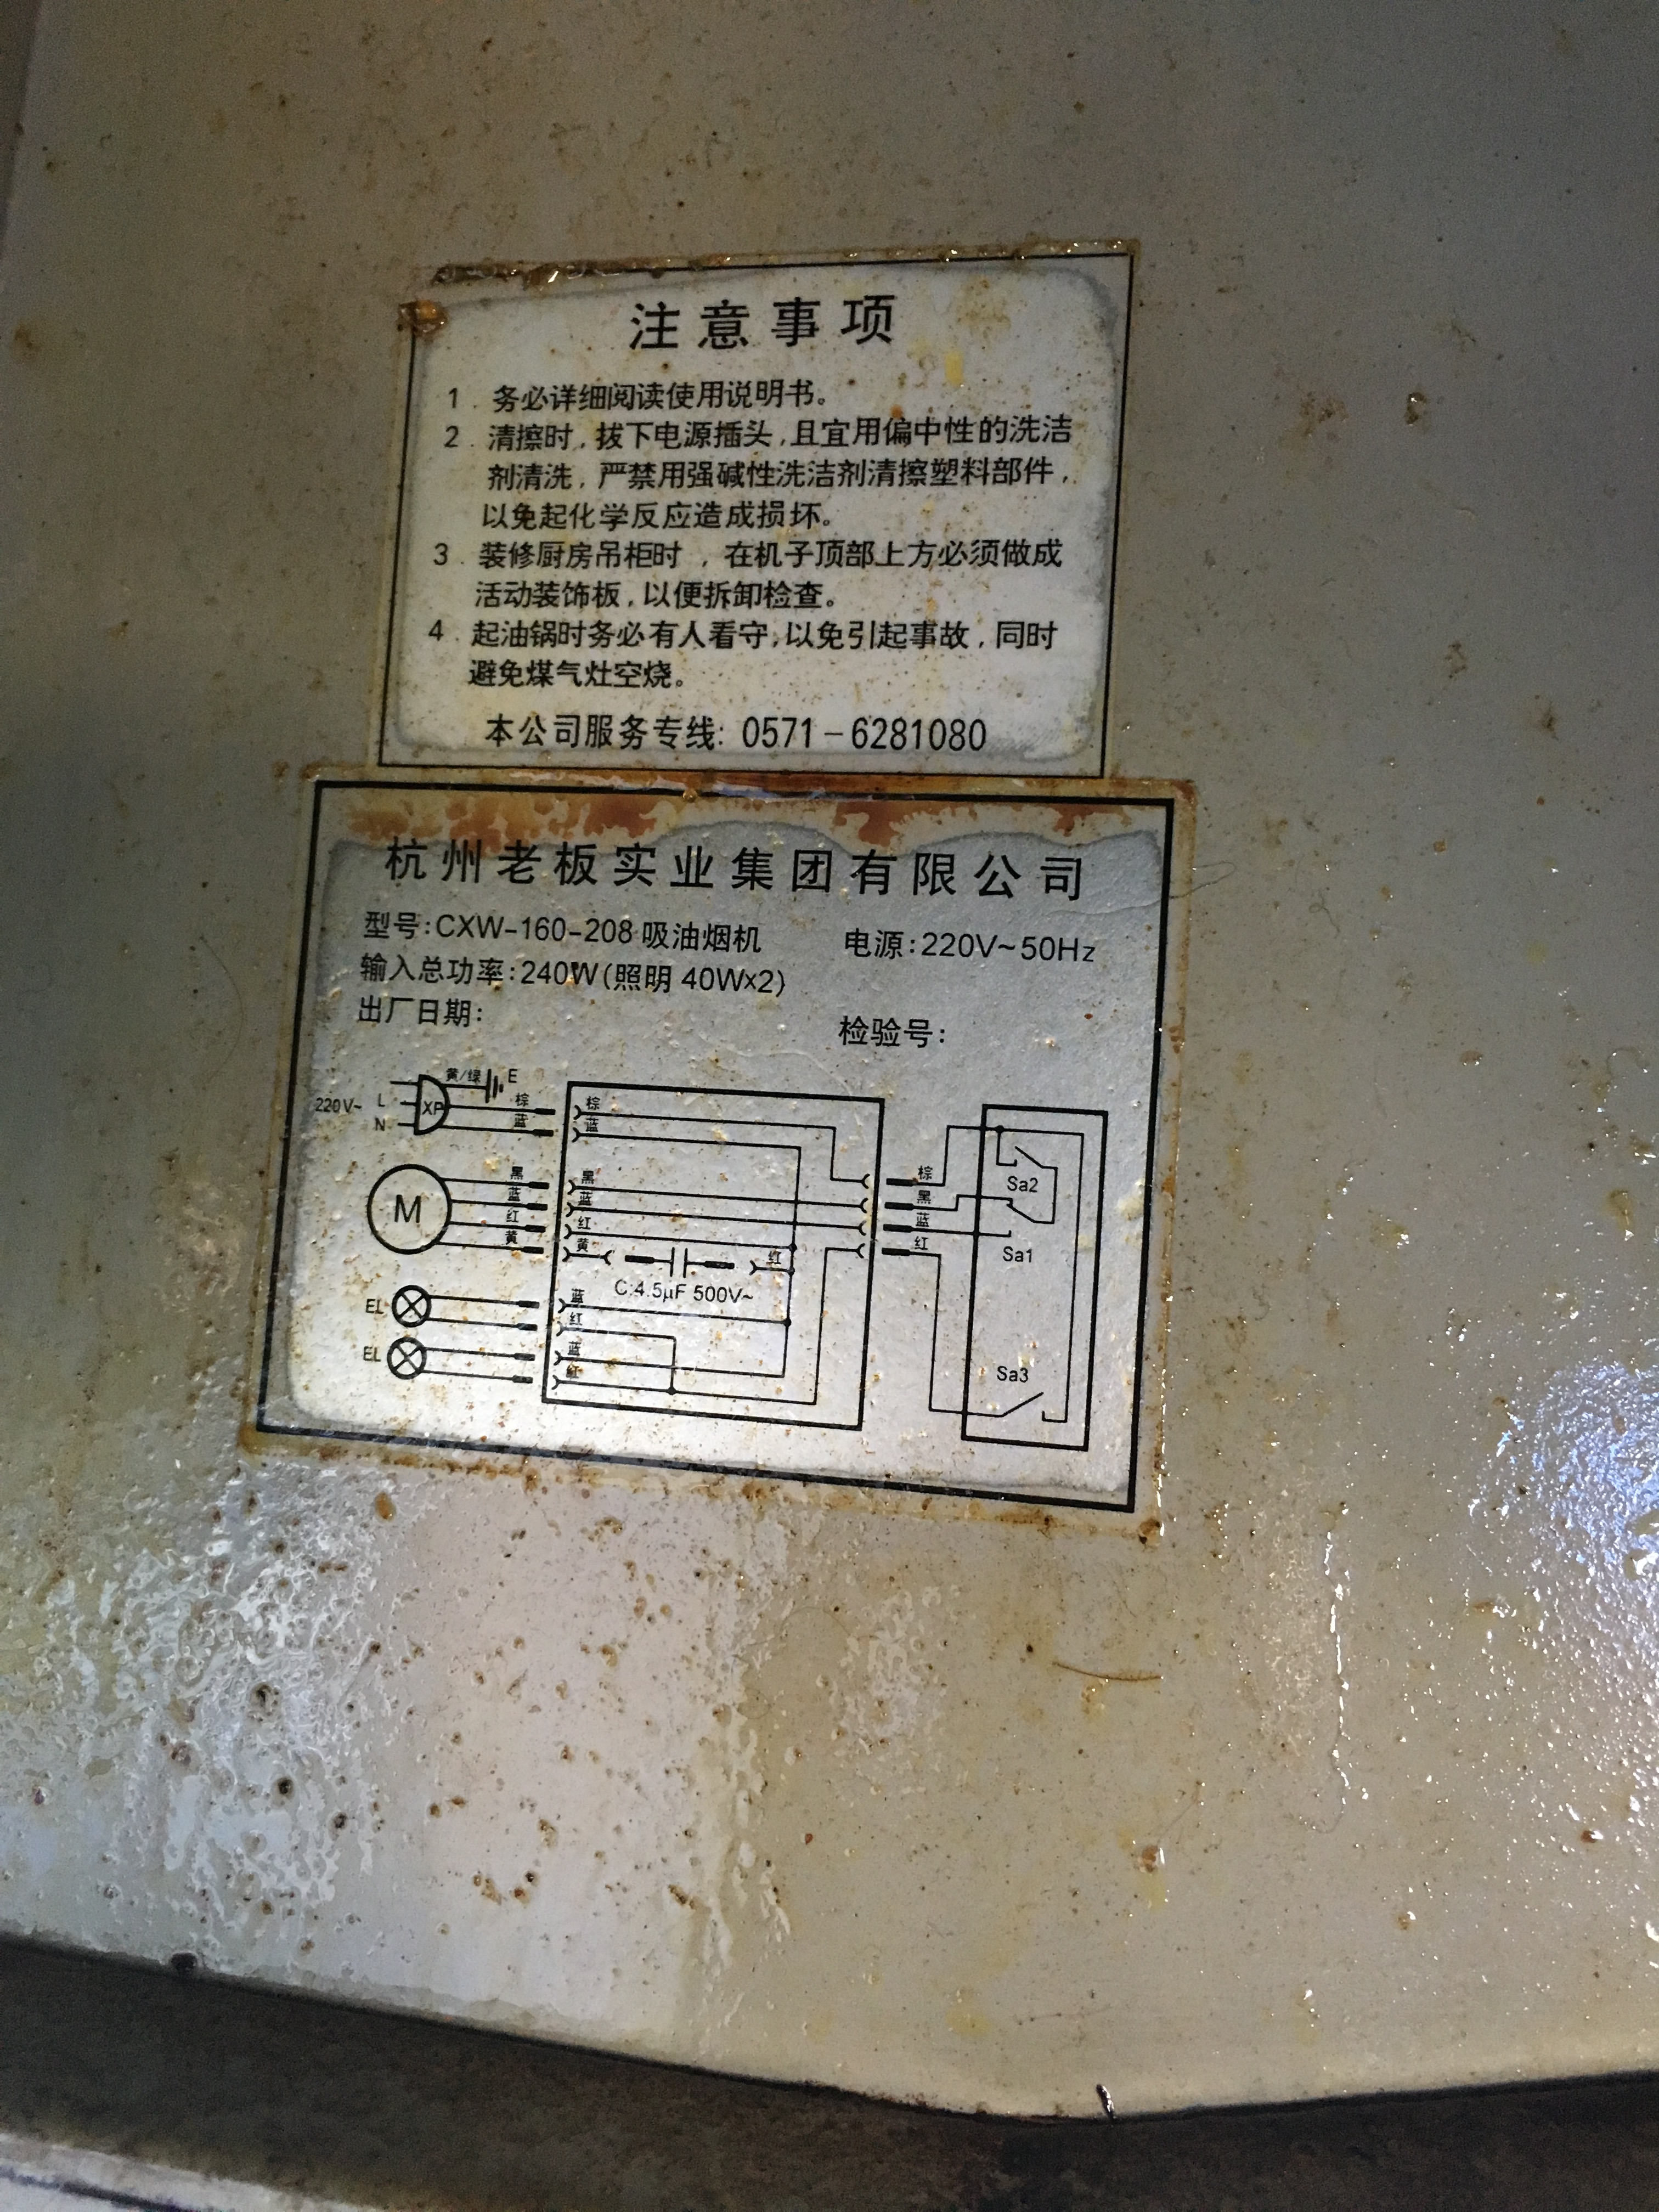 注意事项
1. 务必详细阅读使用说明书。
2. 清擦时,拔下电源插头,且宜用偏中性的洗洁
剂清洗,严禁用强碱性洗洁剂清擦塑料部件,
以免起化学反应造成损坏。
3. 装修厨房吊柜时,在机子顶部上方必须做成
活动装饰板,以便拆卸检查。
4. 起油锅时务必有人看守,以免引起事故,同时
避免煤气灶空烧。
本公司服务专线: 0571-6281080
杭州老板实业集团有限公司
型号:CXW-160-208 吸油烟机 电源:220V~50Hz
输入总功率:240W(照明 40W×2)
出厂日期: 检验号:
黄/绿 E
220V~ L N XP 棕 蓝 棕 蓝
M 黑 蓝 红 黄 黑 蓝 红 黄 红
C:4.5μF 500V~
EL 蓝 红
EL 蓝 红
棕 黑 蓝 红
Sa2
Sa1
Sa3